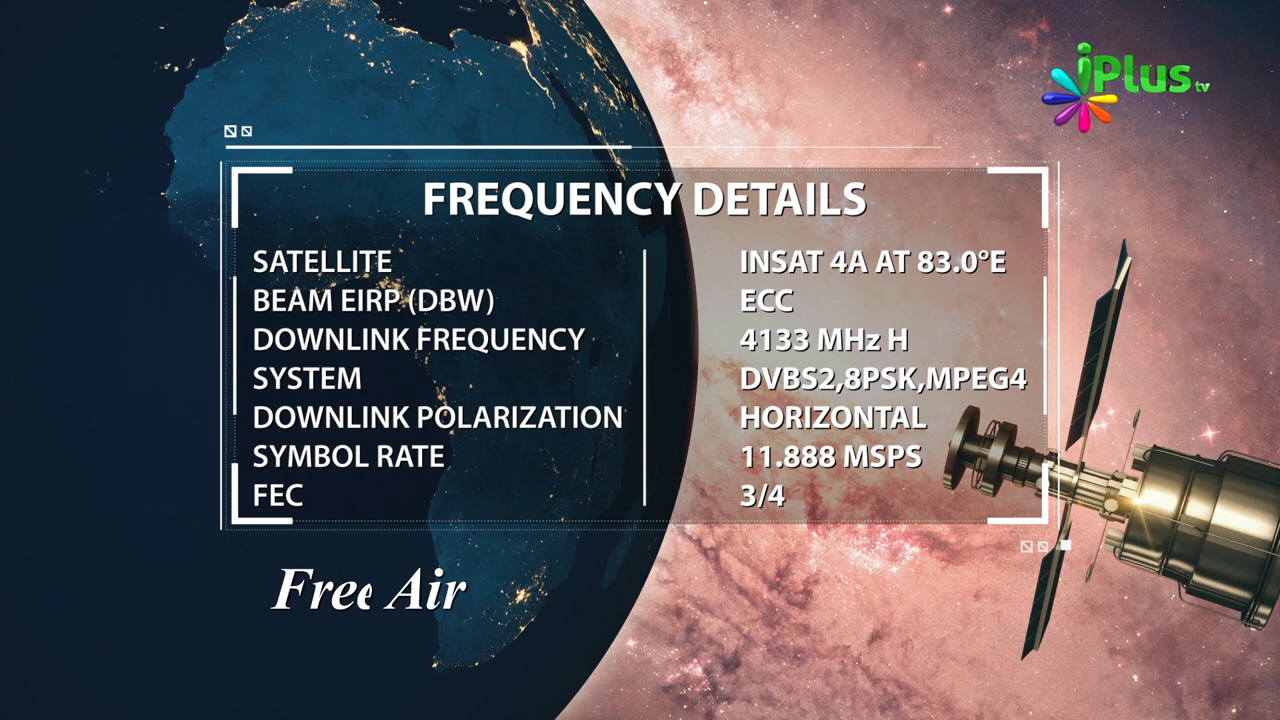 iPlus tv
FREQUENCY DETAILS
SATELLITE INSAT 4A AT 83.0°E
BEAM EIRP (DBW) ECC
DOWNLINK FREQUENCY 4133 MHz H
SYSTEM DVBS2,8PSK,MPEG4
DOWNLINK POLARIZATION HORIZONTAL
SYMBOL RATE 11.888 MSPS
FEC 3/4
Free Air